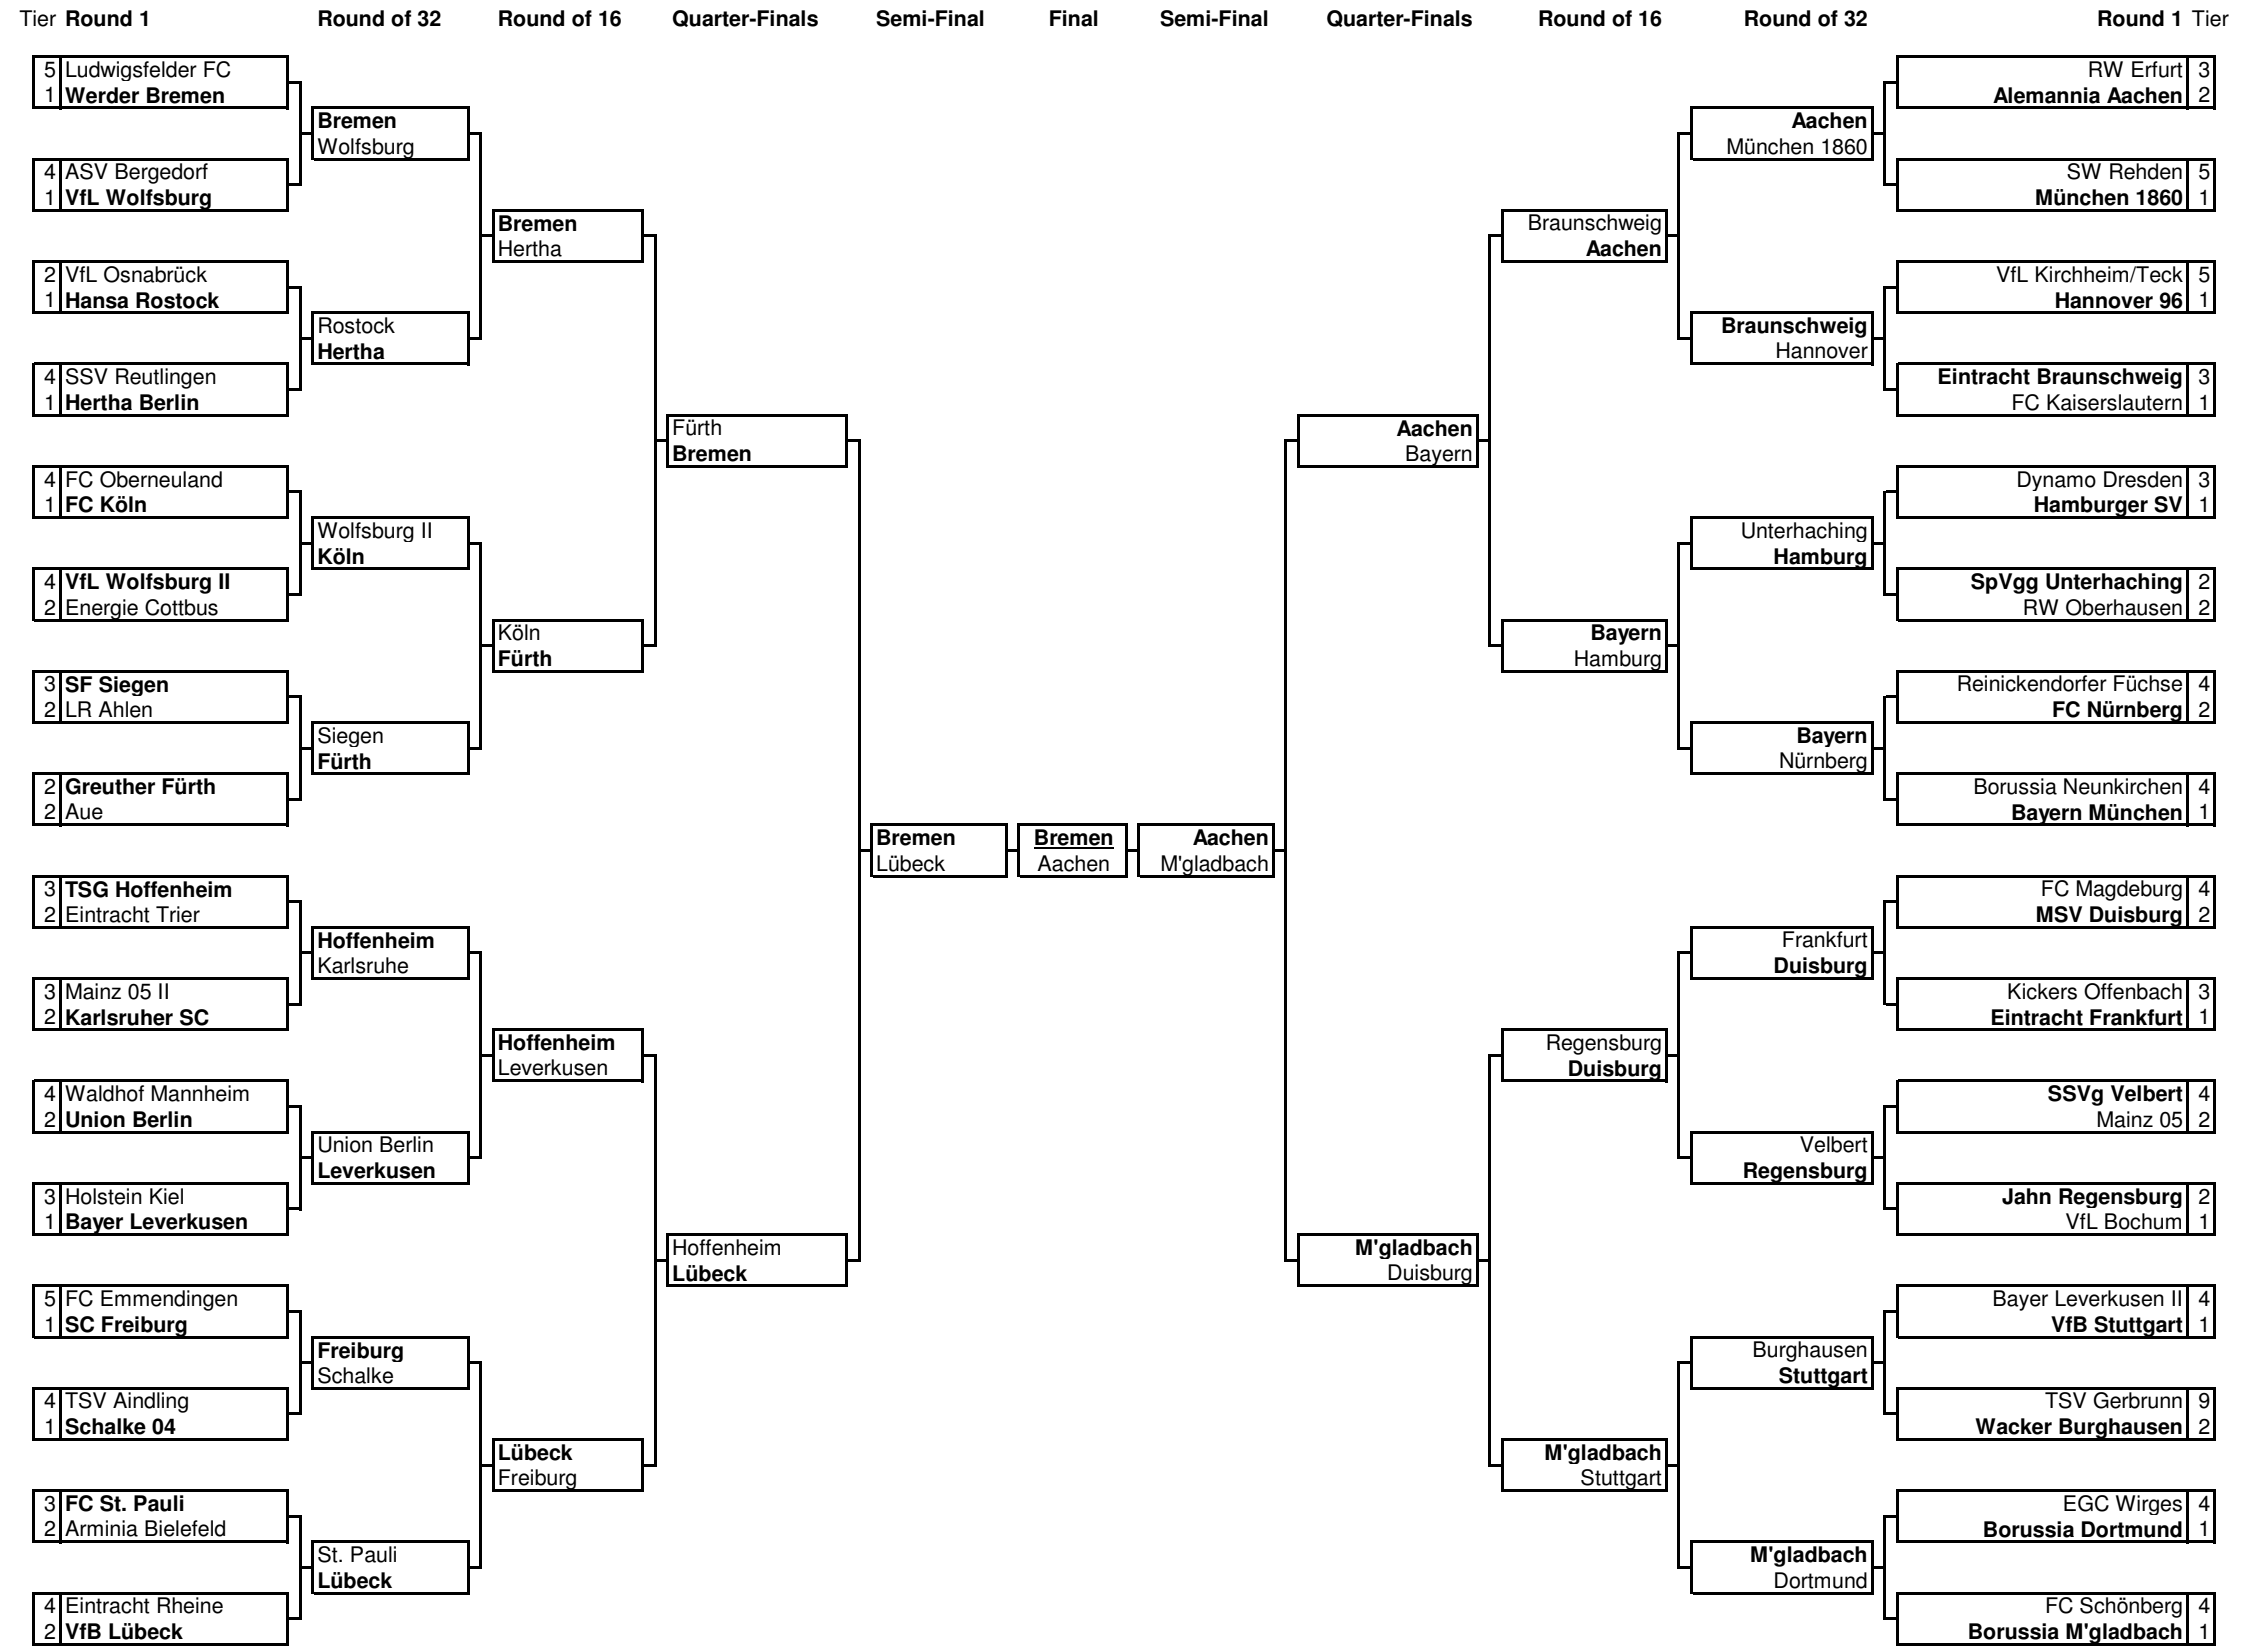 Tier Round 1 Round of 32 Round of 16 Quarter-Finals Semi-Final Final Semi-Final Quarter-Finals Round of 16 Round of 32 Round 1 Tier
5 Ludwigsfelder FC
1 Werder Bremen
4 ASV Bergedorf
1 VfL Wolfsburg
2 VfL Osnabrück
1 Hansa Rostock
4 SSV Reutlingen
1 Hertha Berlin
4 FC Oberneuland
1 FC Köln
4 VfL Wolfsburg II
2 Energie Cottbus
3 SF Siegen
2 LR Ahlen
2 Greuther Fürth
2 Aue
3 TSG Hoffenheim
2 Eintracht Trier
3 Mainz 05 II
2 Karlsruher SC
4 Waldhof Mannheim
2 Union Berlin
3 Holstein Kiel
1 Bayer Leverkusen
5 FC Emmendingen
1 SC Freiburg
4 TSV Aindling
1 Schalke 04
3 FC St. Pauli
2 Arminia Bielefeld
4 Eintracht Rheine
2 VfB Lübeck
Bremen
Wolfsburg
Rostock
Hertha
Wolfsburg II
Köln
Siegen
Fürth
Hoffenheim
Karlsruhe
Union Berlin
Leverkusen
Freiburg
Schalke
St. Pauli
Lübeck
Bremen
Hertha
Köln
Fürth
Hoffenheim
Leverkusen
Lübeck
Freiburg
Fürth
Bremen
Hoffenheim
Lübeck
Bremen
Lübeck
Bremen
Aachen
Aachen
M'gladbach
Aachen
Bayern
M'gladbach
Duisburg
Braunschweig
Aachen
Bayern
Hamburg
Regensburg
Duisburg
M'gladbach
Stuttgart
Aachen
München 1860
Braunschweig
Hannover
Unterhaching
Hamburg
Bayern
Nürnberg
Frankfurt
Duisburg
Velbert
Regensburg
Burghausen
Stuttgart
M'gladbach
Dortmund
RW Erfurt 3
Alemannia Aachen 2
SW Rehden 5
München 1860 1
VfL Kirchheim/Teck 5
Hannover 96 1
Eintracht Braunschweig 3
FC Kaiserslautern 1
Dynamo Dresden 3
Hamburger SV 1
SpVgg Unterhaching 2
RW Oberhausen 2
Reinickendorfer Füchse 4
FC Nürnberg 2
Borussia Neunkirchen 4
Bayern München 1
FC Magdeburg 4
MSV Duisburg 2
Kickers Offenbach 3
Eintracht Frankfurt 1
SSVg Velbert 4
Mainz 05 2
Jahn Regensburg 2
VfL Bochum 1
Bayer Leverkusen II 4
VfB Stuttgart 1
TSV Gerbrunn 9
Wacker Burghausen 2
EGC Wirges 4
Borussia Dortmund 1
FC Schönberg 4
Borussia M'gladbach 1